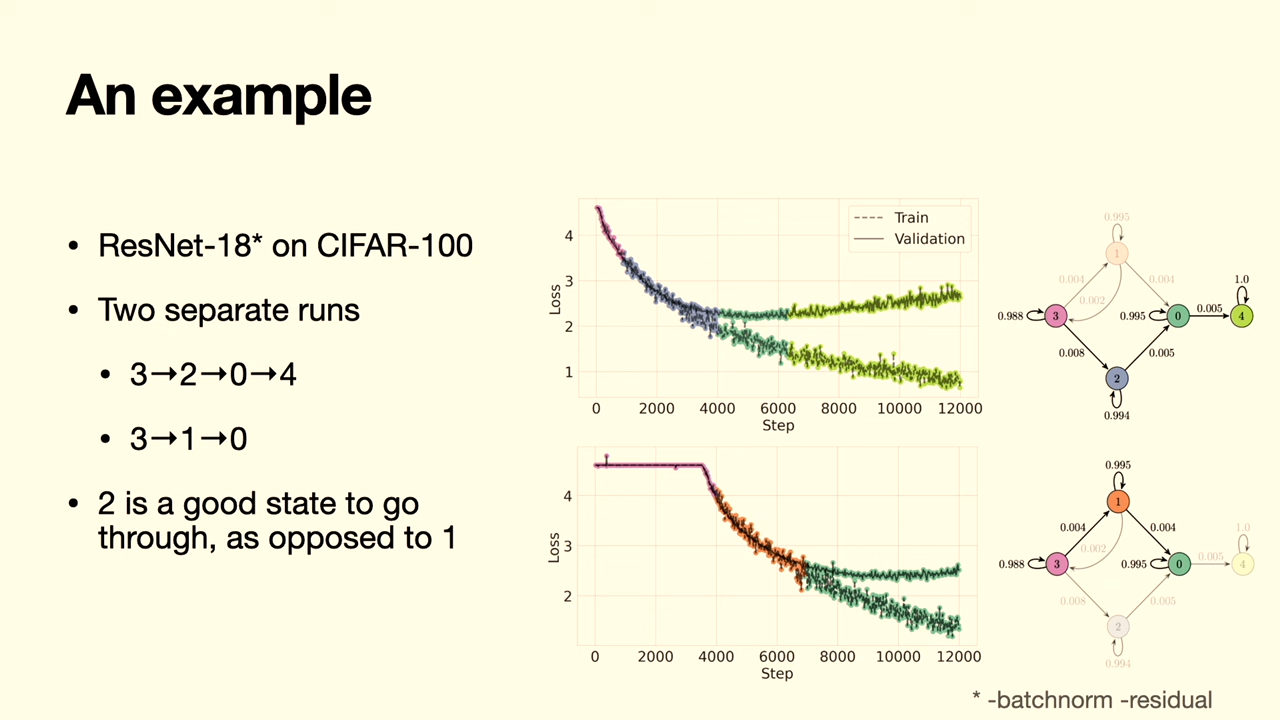 An example
• ResNet-18* on CIFAR-100
• Two separate runs
• 3→2→0→4
• 3→1→0
• 2 is a good state to go
through, as opposed to 1
Train
Validation
4
3
2
1
Loss
0 2000 4000 6000 8000 10000 12000
Step
0.995
1
0.004 0.004
0.002
1.0
0.988 3 0.995 0 0.005 4
0.008 0.005
2
0.994
4
3
2
Loss
0 2000 4000 6000 8000 10000 12000
Step
0.995
1
0.004 0.004
0.002
1.0
0.988 3 0.995 0 0.005 4
0.008 0.005
2
0.994
* -batchnorm -residual